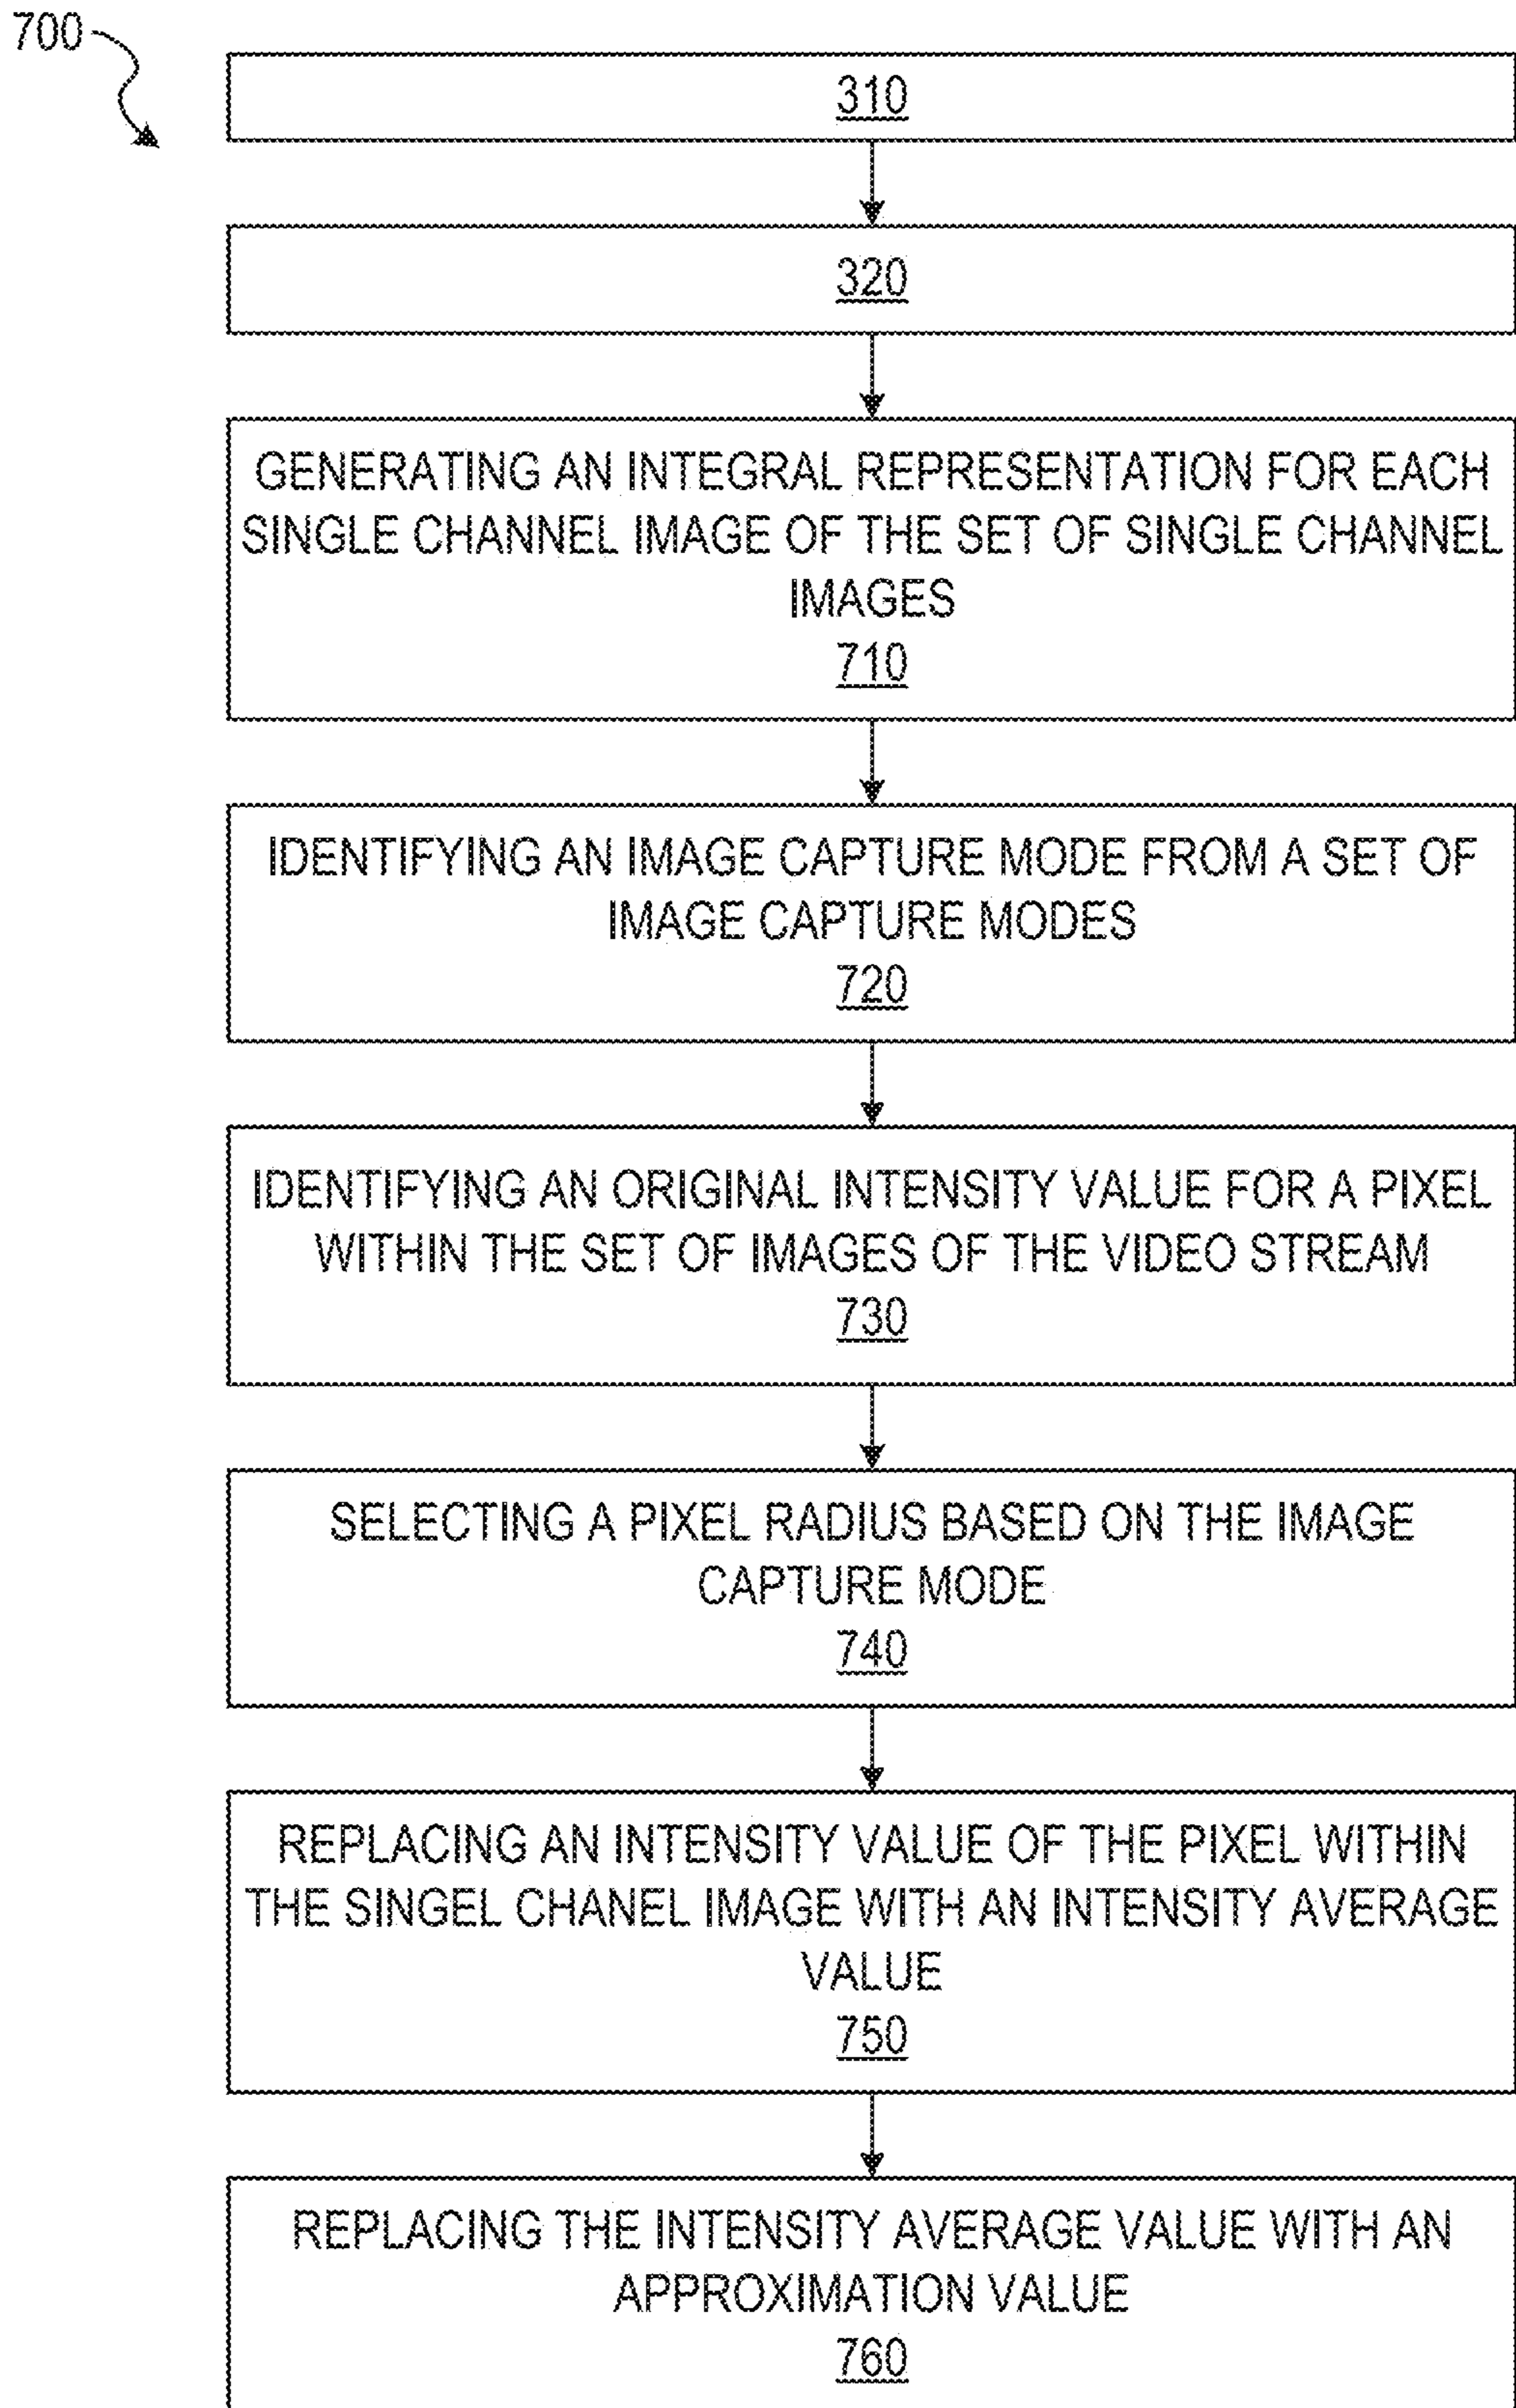 700
310
320
GENERATING AN INTEGRAL REPRESENTATION FOR EACH
SINGLE CHANNEL IMAGE OF THE SET OF SINGLE CHANNEL
IMAGES
710
IDENTIFYING AN IMAGE CAPTURE MODE FROM A SET OF
IMAGE CAPTURE MODES
720
IDENTIFYING AN ORIGINAL INTENSITY VALUE FOR A PIXEL
WITHIN THE SET OF IMAGES OF THE VIDEO STREAM
730
SELECTING A PIXEL RADIUS BASED ON THE IMAGE
CAPTURE MODE
740
REPLACING AN INTENSITY VALUE OF THE PIXEL WITHIN
THE SINGEL CHANEL IMAGE WITH AN INTENSITY AVERAGE
VALUE
750
REPLACING THE INTENSITY AVERAGE VALUE WITH AN
APPROXIMATION VALUE
760